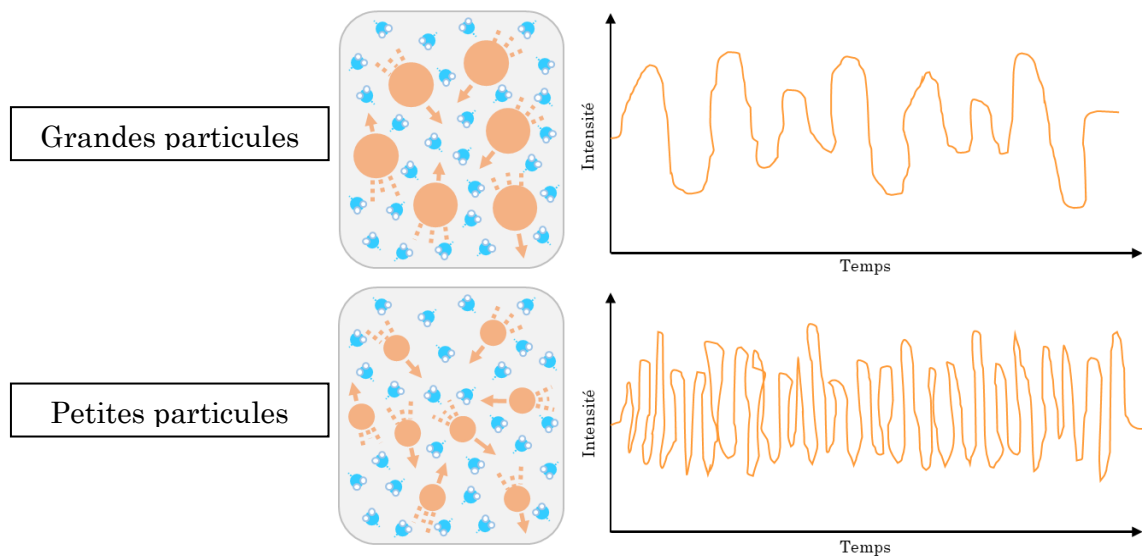 Grandes particules
Intensité
Temps
Petites particules
Intensité
Temps